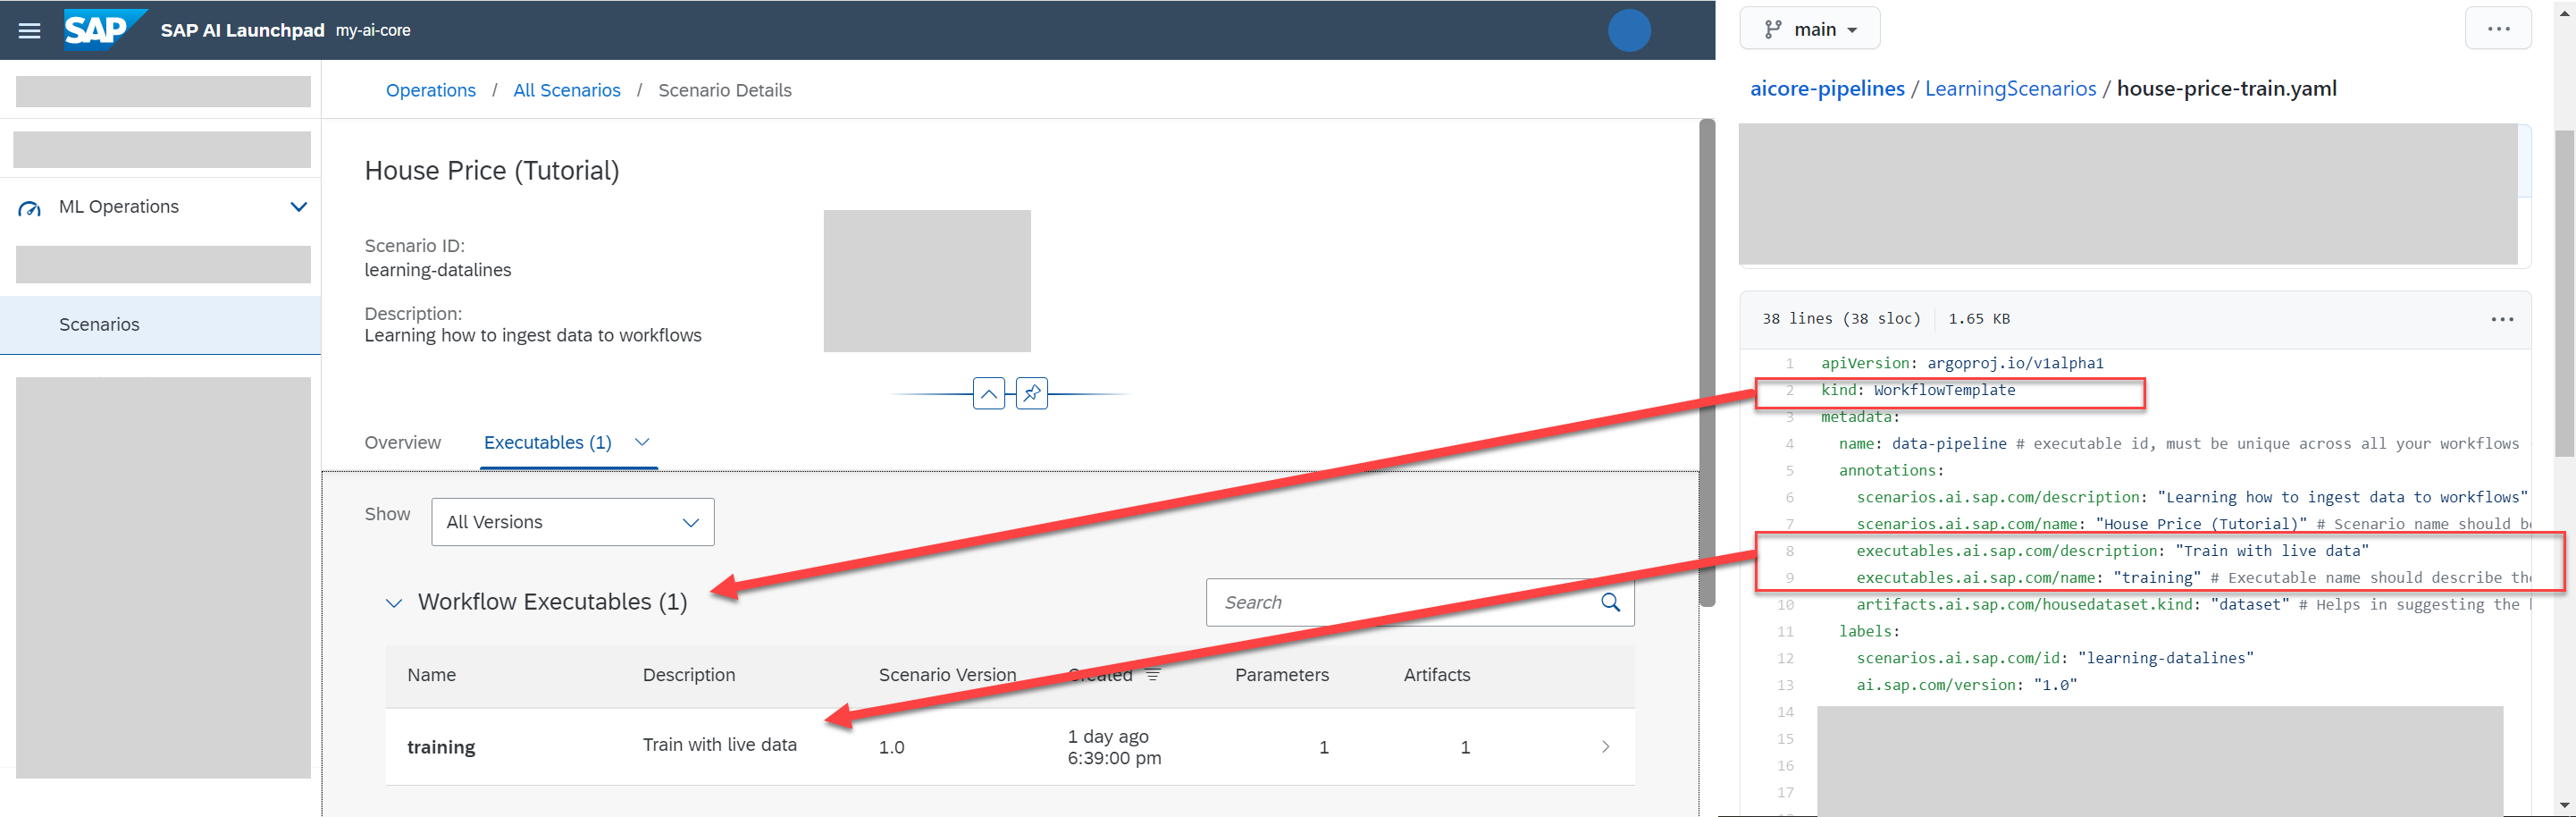 SAP SAP AI Launchpad my-ai-core
Operations / All Scenarios / Scenario Details
ML Operations
Scenarios
House Price (Tutorial)
Scenario ID:
learning-datalines
Description:
Learning how to ingest data to workflows
Overview Executables (1)
Show All Versions
Workflow Executables (1)
Search
Name Description Scenario Version Created Parameters Artifacts
training Train with live data 1.0 1 day ago 1 1
6:39:00 pm
main
aicore-pipelines / LearningScenarios / house-price-train.yaml
38 lines (38 sloc) 1.65 KB
1 apiVersion: argoproj.io/v1alpha1
2 kind: WorkflowTemplate
3 metadata:
4 name: data-pipeline # executable id, must be unique across all your workflows
5 annotations:
6 scenarios.ai.sap.com/description: "Learning how to ingest data to workflows"
7 scenarios.ai.sap.com/name: "House Price (Tutorial)" # Scenario name should be
8 executables.ai.sap.com/description: "Train with live data"
9 executables.ai.sap.com/name: "training" # Executable name should describe the
10 artifacts.ai.sap.com/housedataset.kind: "dataset" # Helps in suggesting the
11 labels:
12 scenarios.ai.sap.com/id: "learning-datalines"
13 ai.sap.com/version: "1.0"
14
15
16
17